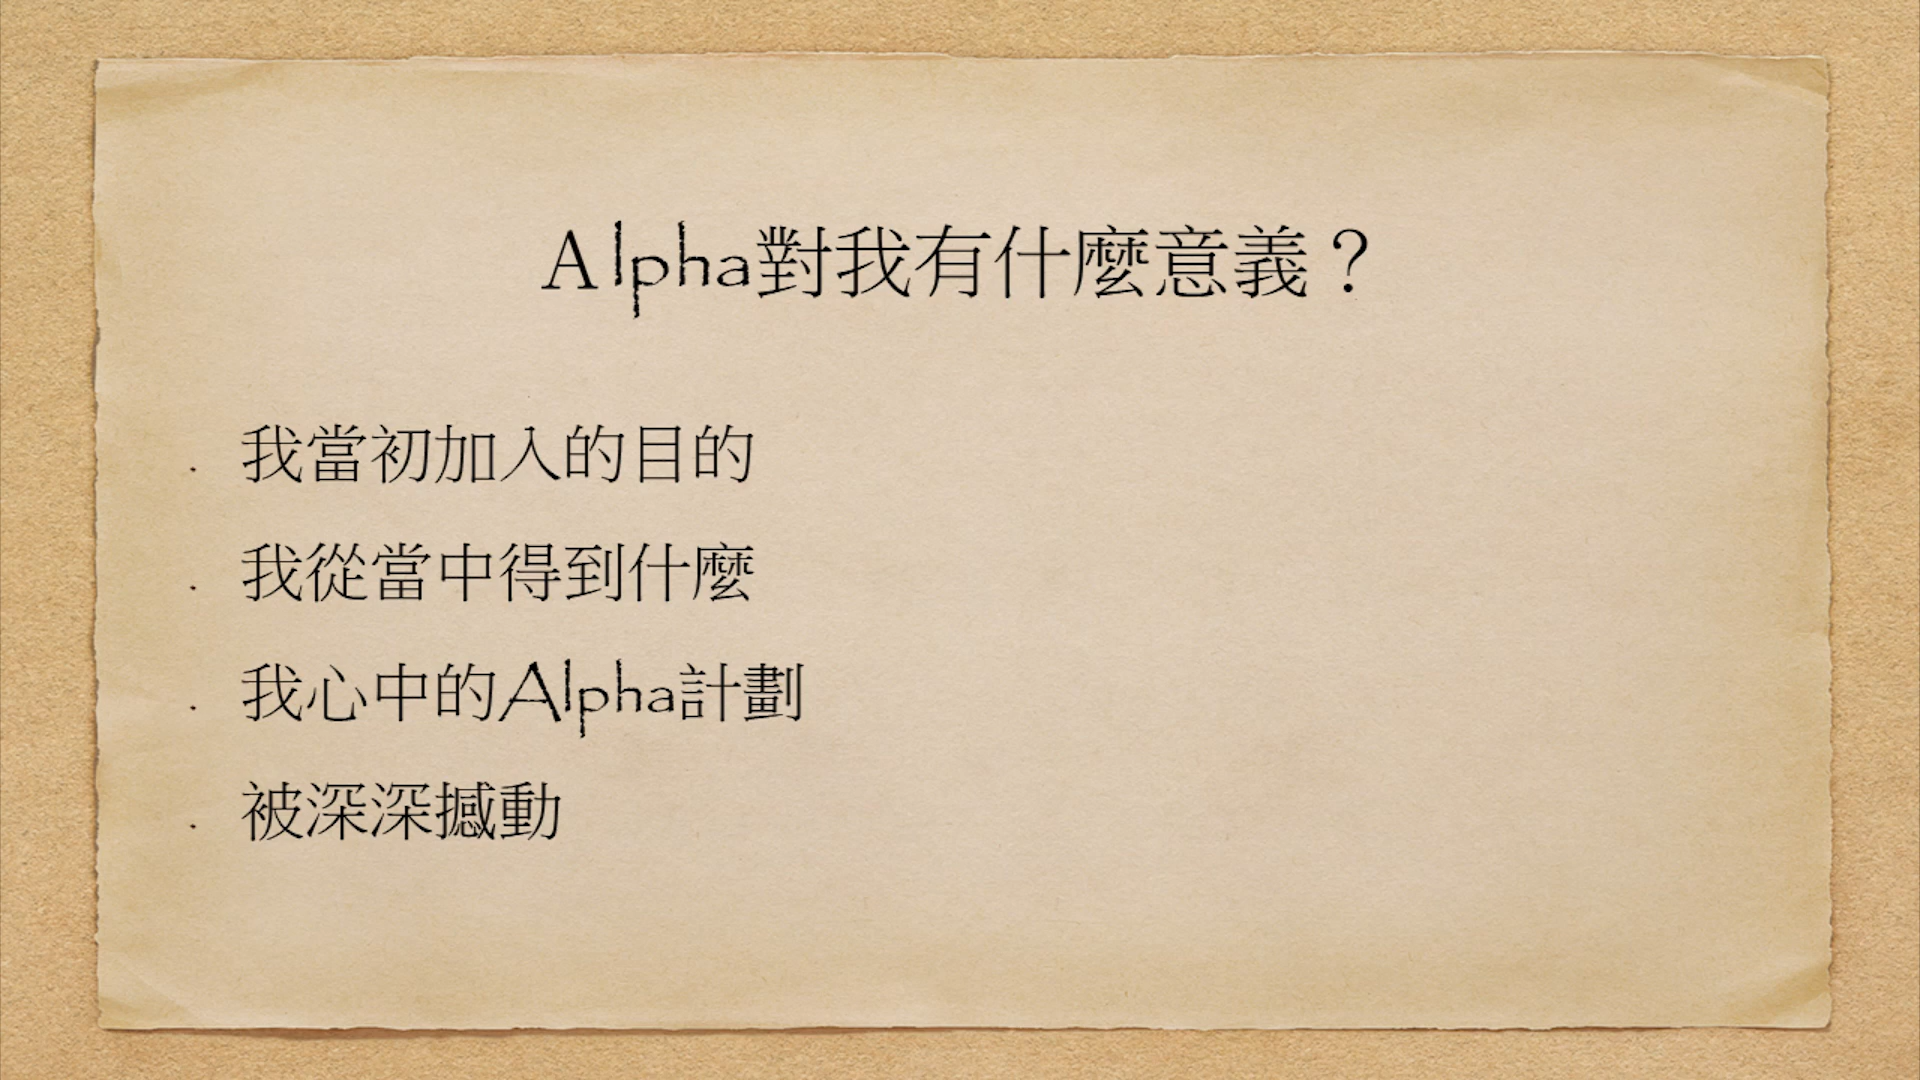 Alpha對我有什麼意義？
我當初加入的目的
我從當中得到什麼
我心中的Alpha計劃
被深深撼動